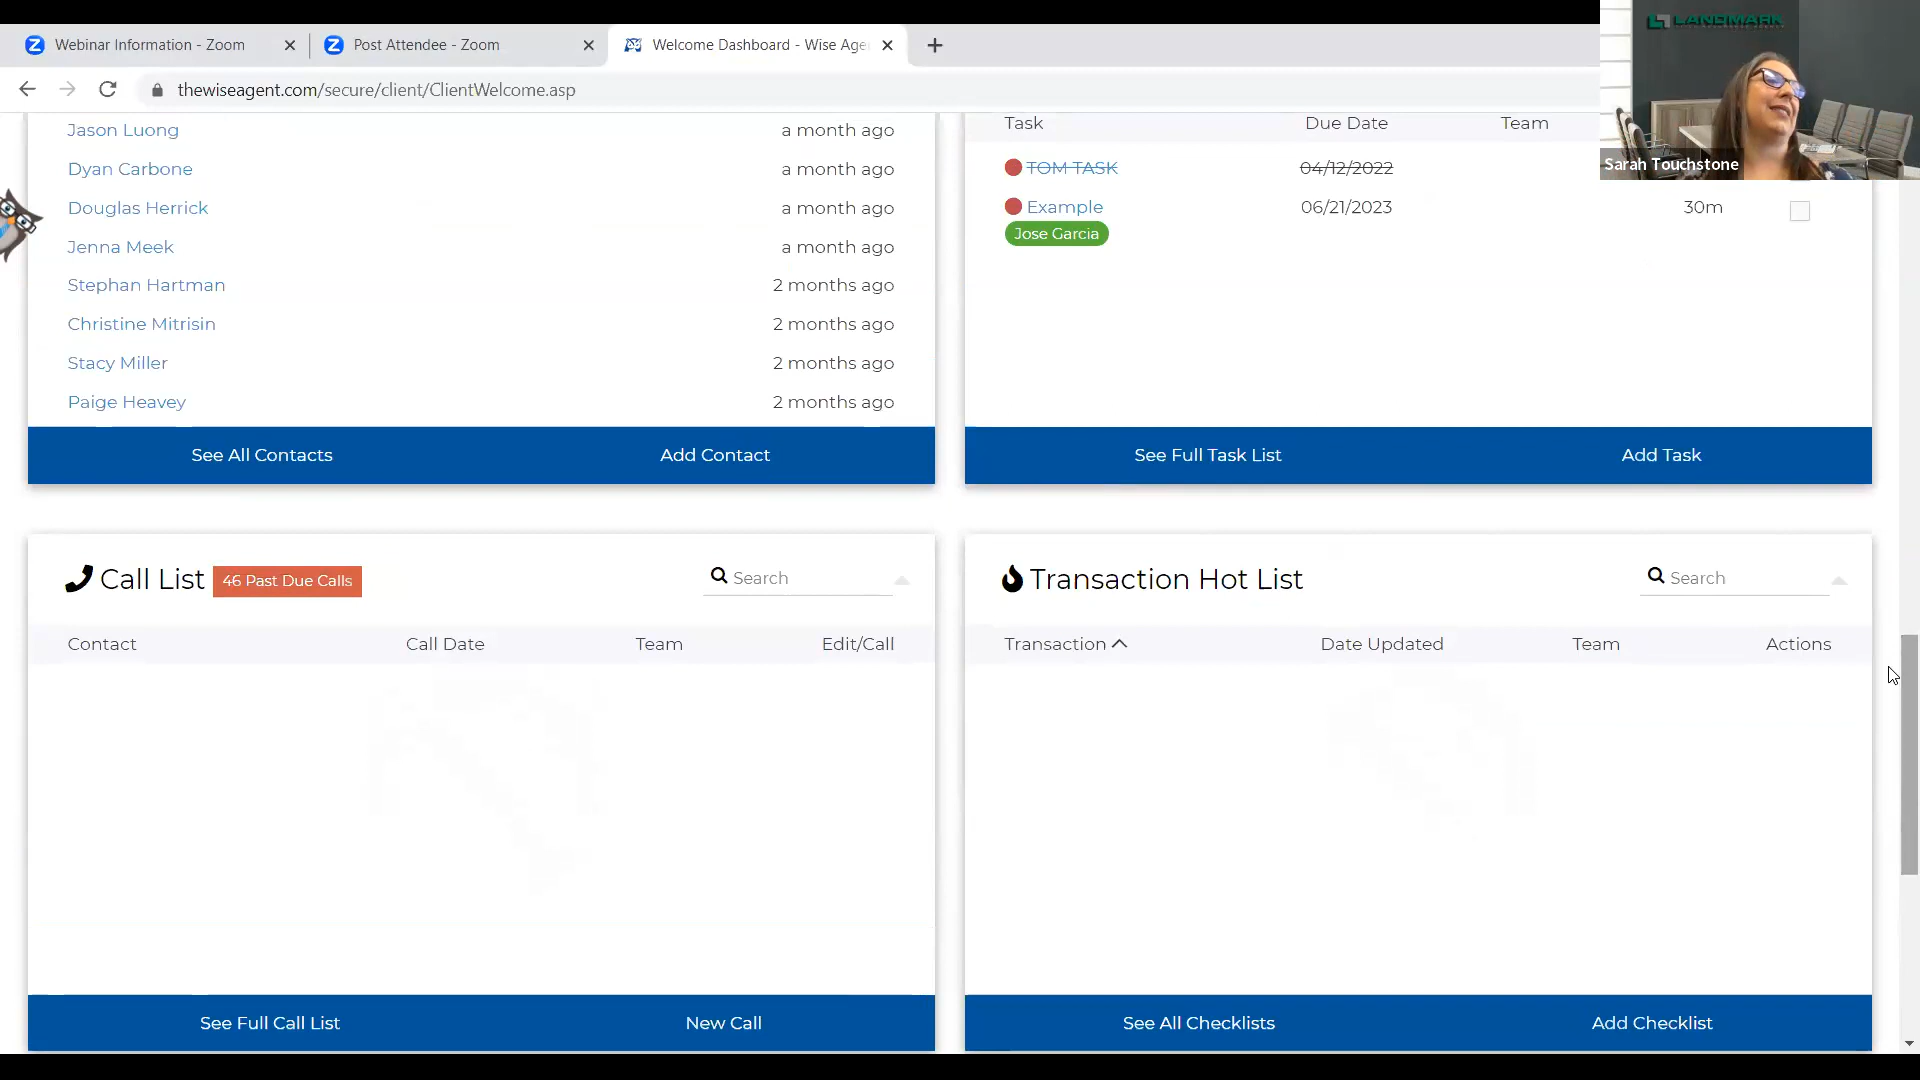 Webinar Information - Zoom
Post Attendee - Zoom
Welcome Dashboard - Wise Age
thewiseagent.com/secure/client/ClientWelcome.asp
LANDMARK
Sarah Touchstone
Jason Luong a month ago
Dyan Carbone a month ago
Douglas Herrick a month ago
Jenna Meek a month ago
Stephan Hartman 2 months ago
Christine Mitrisin 2 months ago
Stacy Miller 2 months ago
Paige Heavey 2 months ago
See All Contacts Add Contact
Task Due Date Team
TOM TASK 04/12/2022
Example 06/21/2023 30m
Jose Garcia
See Full Task List Add Task
Call List 46 Past Due Calls Search
Contact Call Date Team Edit/Call
See Full Call List New Call
Transaction Hot List Search
Transaction Date Updated Team Actions
See All Checklists Add Checklist